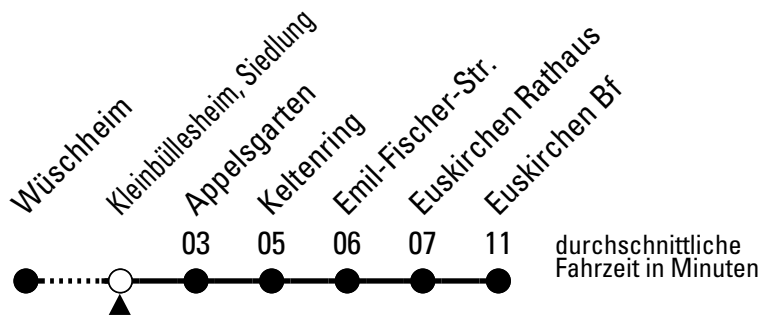 Wüschheim
Kleinbüllesheim, Siedlung
Appelsgarten
Keltenring
Emil-Fischer-Str.
Euskirchen Rathaus
Euskirchen Bf
03 05 06 07 11
durchschnittliche
Fahrzeit in Minuten